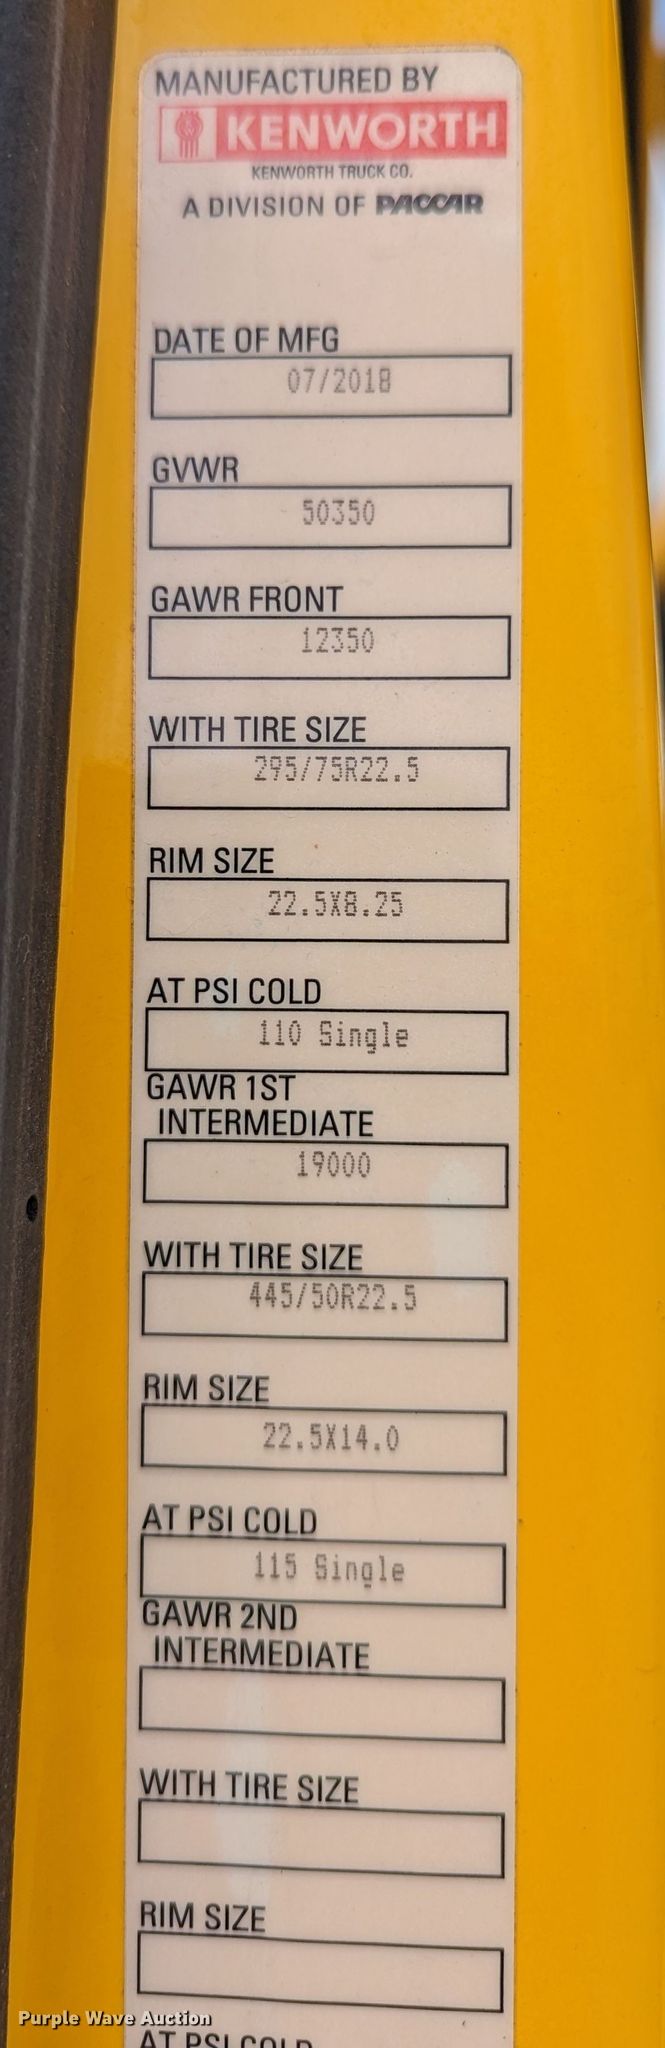 MANUFACTURED BY
KENWORTH
KENWORTH TRUCK CO.
A DIVISION OF PACCAR
DATE OF MFG
07/2018
GVWR
50350
GAWR FRONT
12350
WITH TIRE SIZE
295/75R22.5
RIM SIZE
22.5X8.25
AT PSI COLD
110 Single
GAWR 1ST
INTERMEDIATE
19000
WITH TIRE SIZE
445/50R22.5
RIM SIZE
22.5X14.0
AT PSI COLD
115 Single
GAWR 2ND
INTERMEDIATE
WITH TIRE SIZE
RIM SIZE
AT PSI COLD
Purple Wave Auction